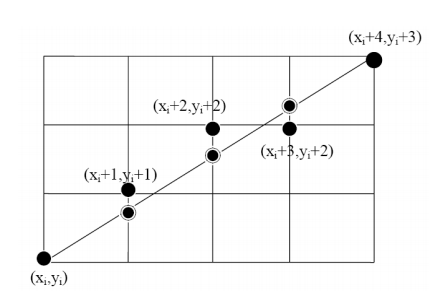 (xᵢ+4,yᵢ+3)
(xᵢ+2,yᵢ+2)
(xᵢ+3,yᵢ+2)
(xᵢ+1,yᵢ+1)
(xᵢ,yᵢ)